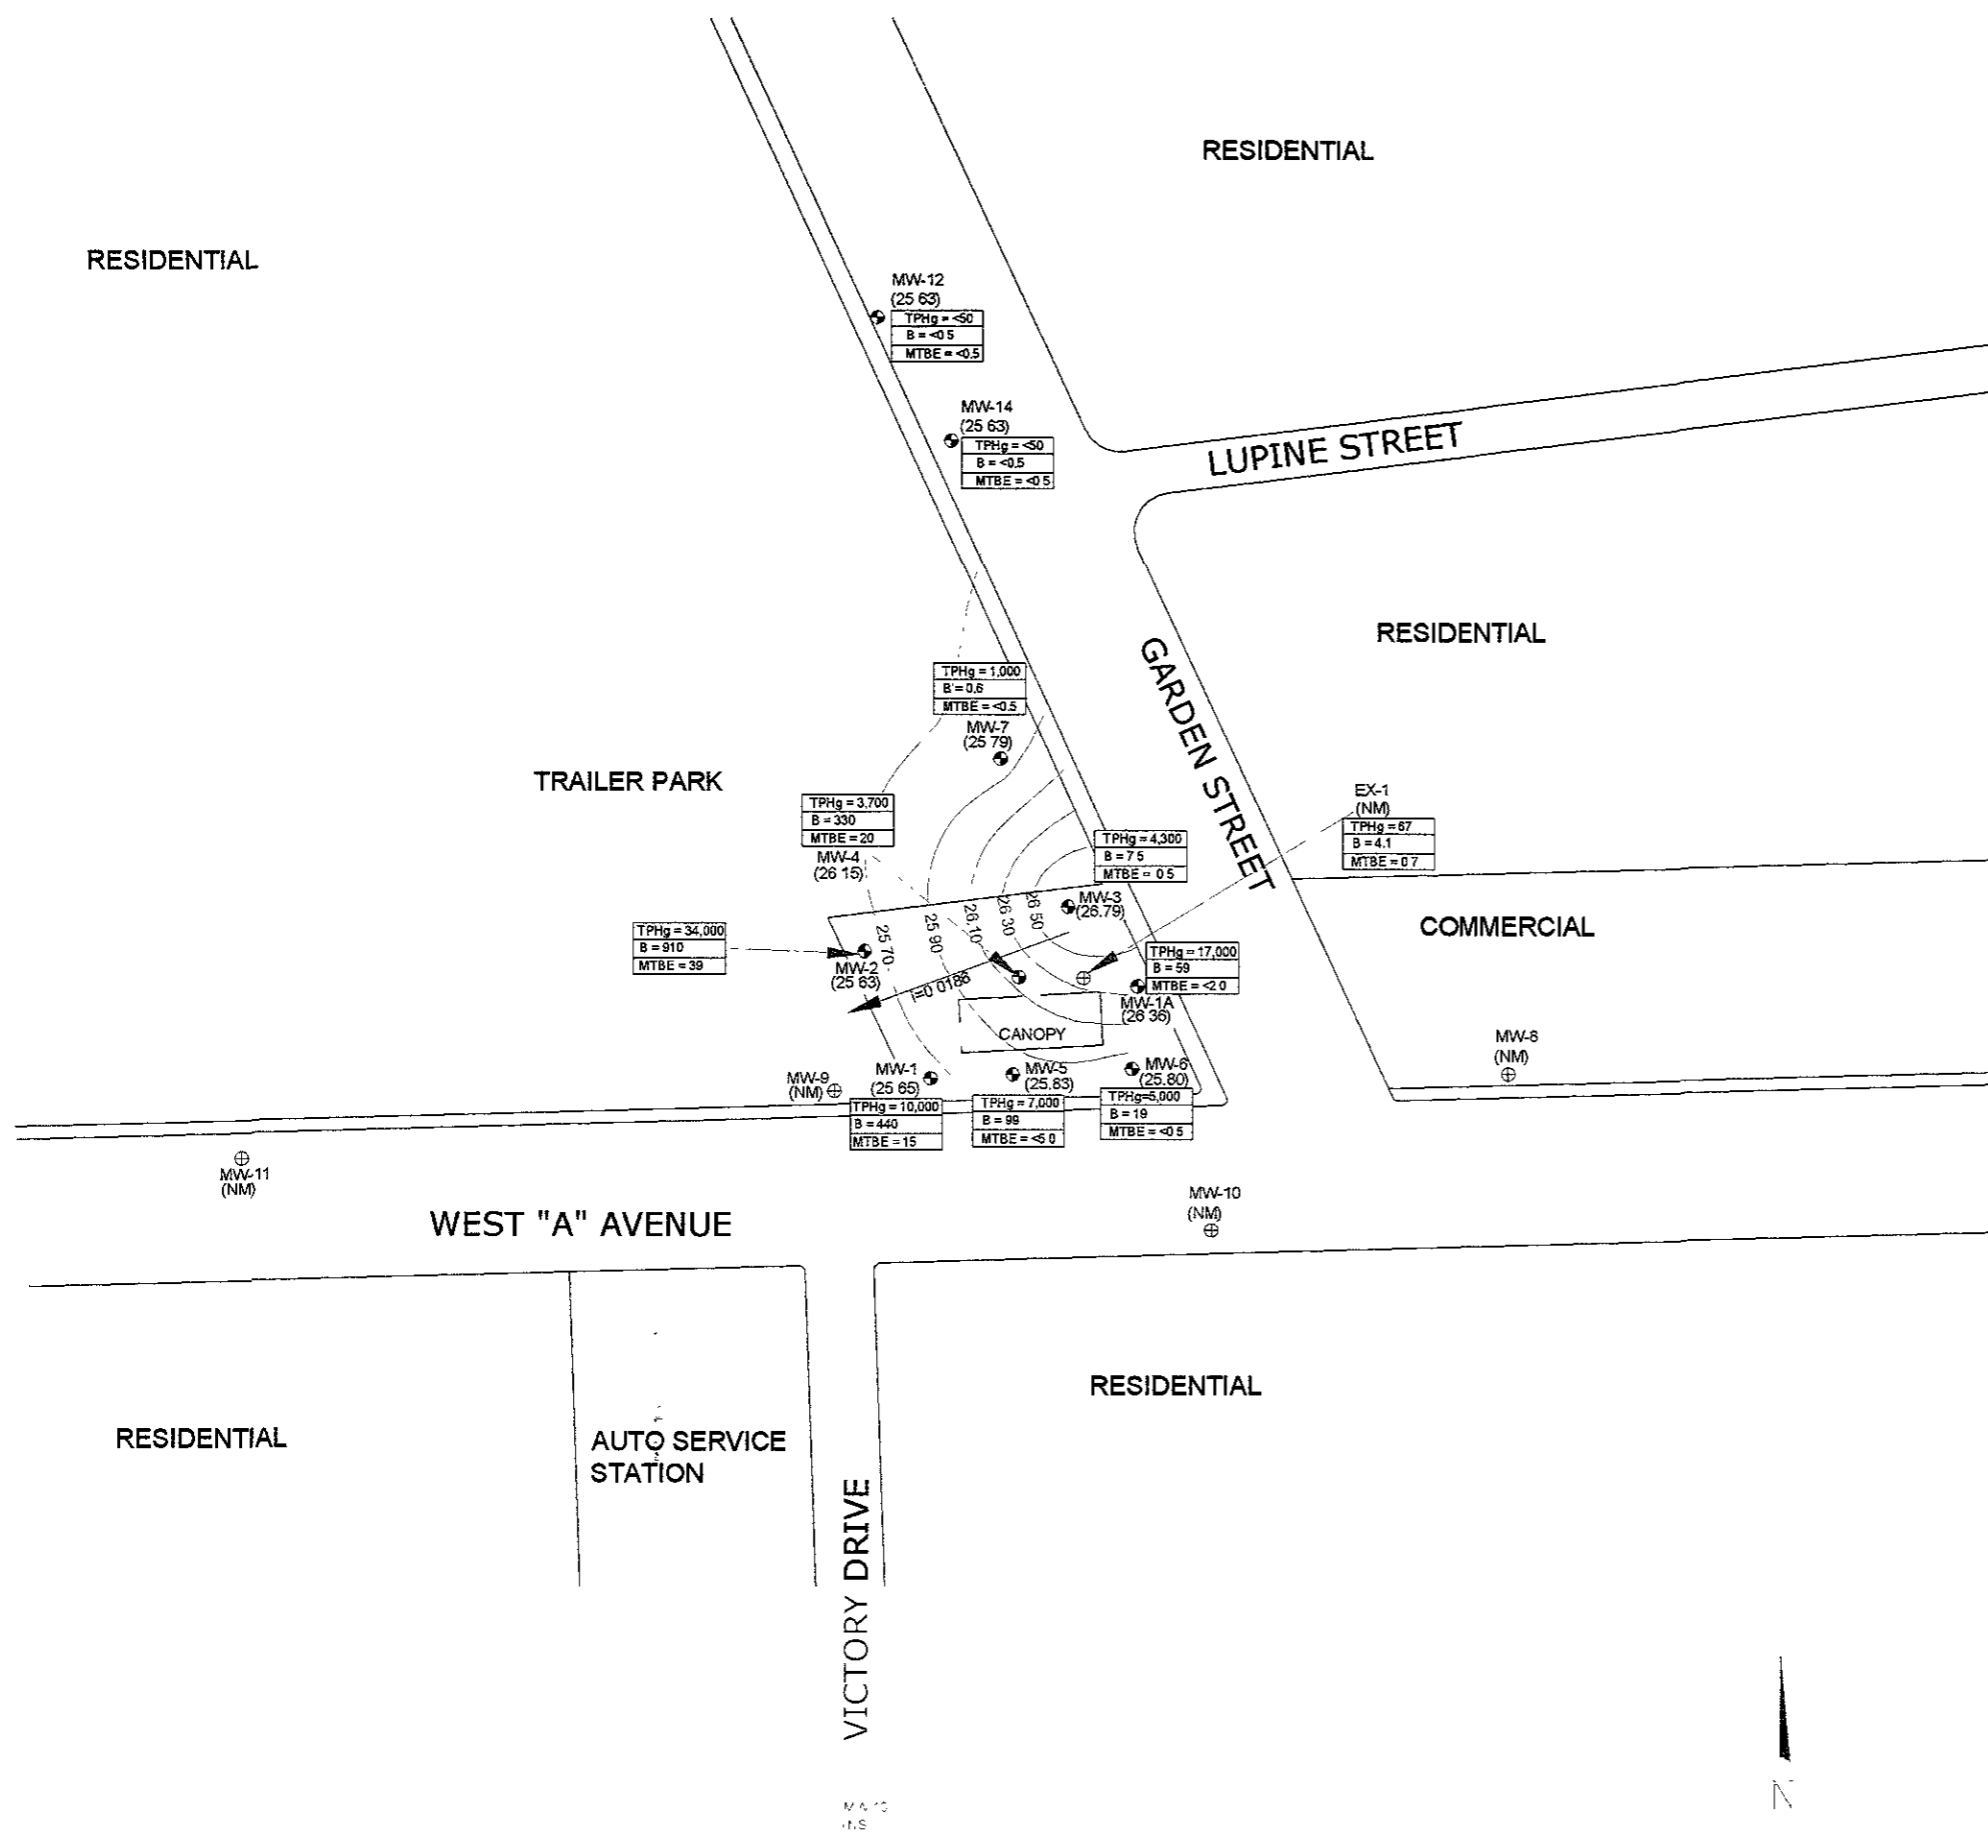 RESIDENTIAL
RESIDENTIAL
MW-12
(25 63)
TPHg = <50
B = <0 5
MTBE = <0.5
MW-14
(25 63)
TPHg = <50
B = <0.5
MTBE = <0 5
LUPINE STREET
RESIDENTIAL
GARDEN STREET
TPHg = 1,000
B = 0.6
MTBE = <0.5
MW-7
(25 79)
TRAILER PARK
EX-1
(NM)
TPHg = 67
B = 4.1
MTBE = 0 7
TPHg = 3,700
B = 330
MTBE = 20
MW-4
(26 15)
TPHg = 4,300
B = 7 5
MTBE = 0 5
MW-3
(26.79)
COMMERCIAL
TPHg = 34,000
B = 910
MTBE = 39
MW-2
(25 63)
25 70
25 90
26.10
26 30
26 50
i=0 0186
TPHg = 17,000
B = 59
MTBE = <2 0
MW-1A
(26 36)
CANOPY
MW-8
(NM)
MW-9
(NM)
MW-1
(25 65)
MW-5
(25.83)
MW-6
(25.80)
TPHg = 10,000
B = 440
MTBE = 15
TPHg = 7,000
B = 99
MTBE = <5 0
TPHg=5,000
B = 19
MTBE = <0 5
MW-11
(NM)
MW-10
(NM)
WEST "A" AVENUE
RESIDENTIAL
RESIDENTIAL
AUTO SERVICE
STATION
VICTORY DRIVE
N